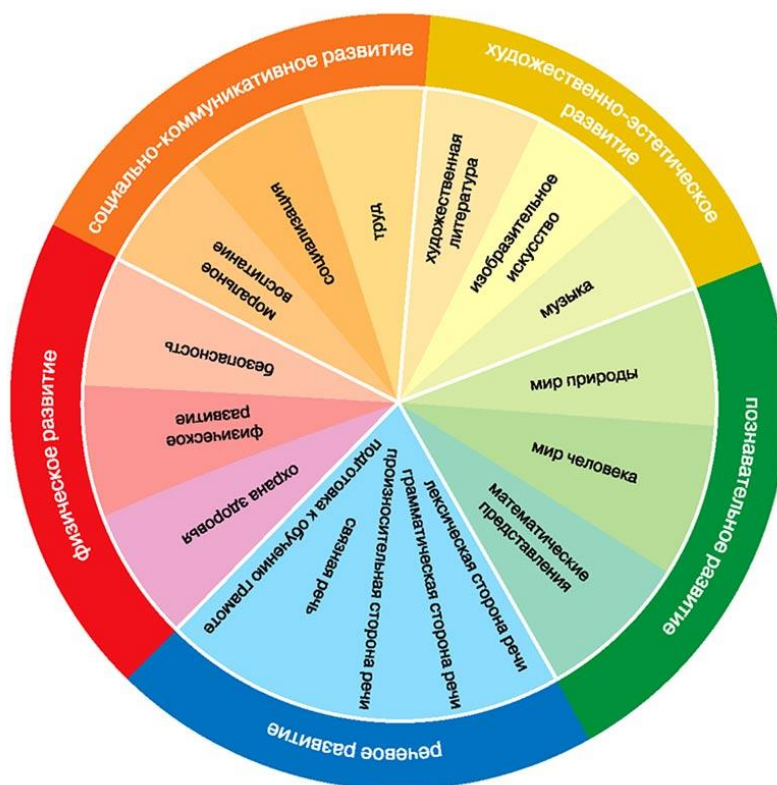 социально-коммуникативное развитие
моральное
воспитание
социализация
труд
художественно-эстетическое
развитие
художественная
литература
изобразительное
искусство
музыка
познавательное развитие
мир природы
мир человека
математические
представления
речевое развитие
лексическая сторона речи
грамматическая сторона речи
произносительная сторона речи
связная речь
подготовка к обучению грамоте
физическое развитие
охрана здоровья
физическое
развитие
безопасность